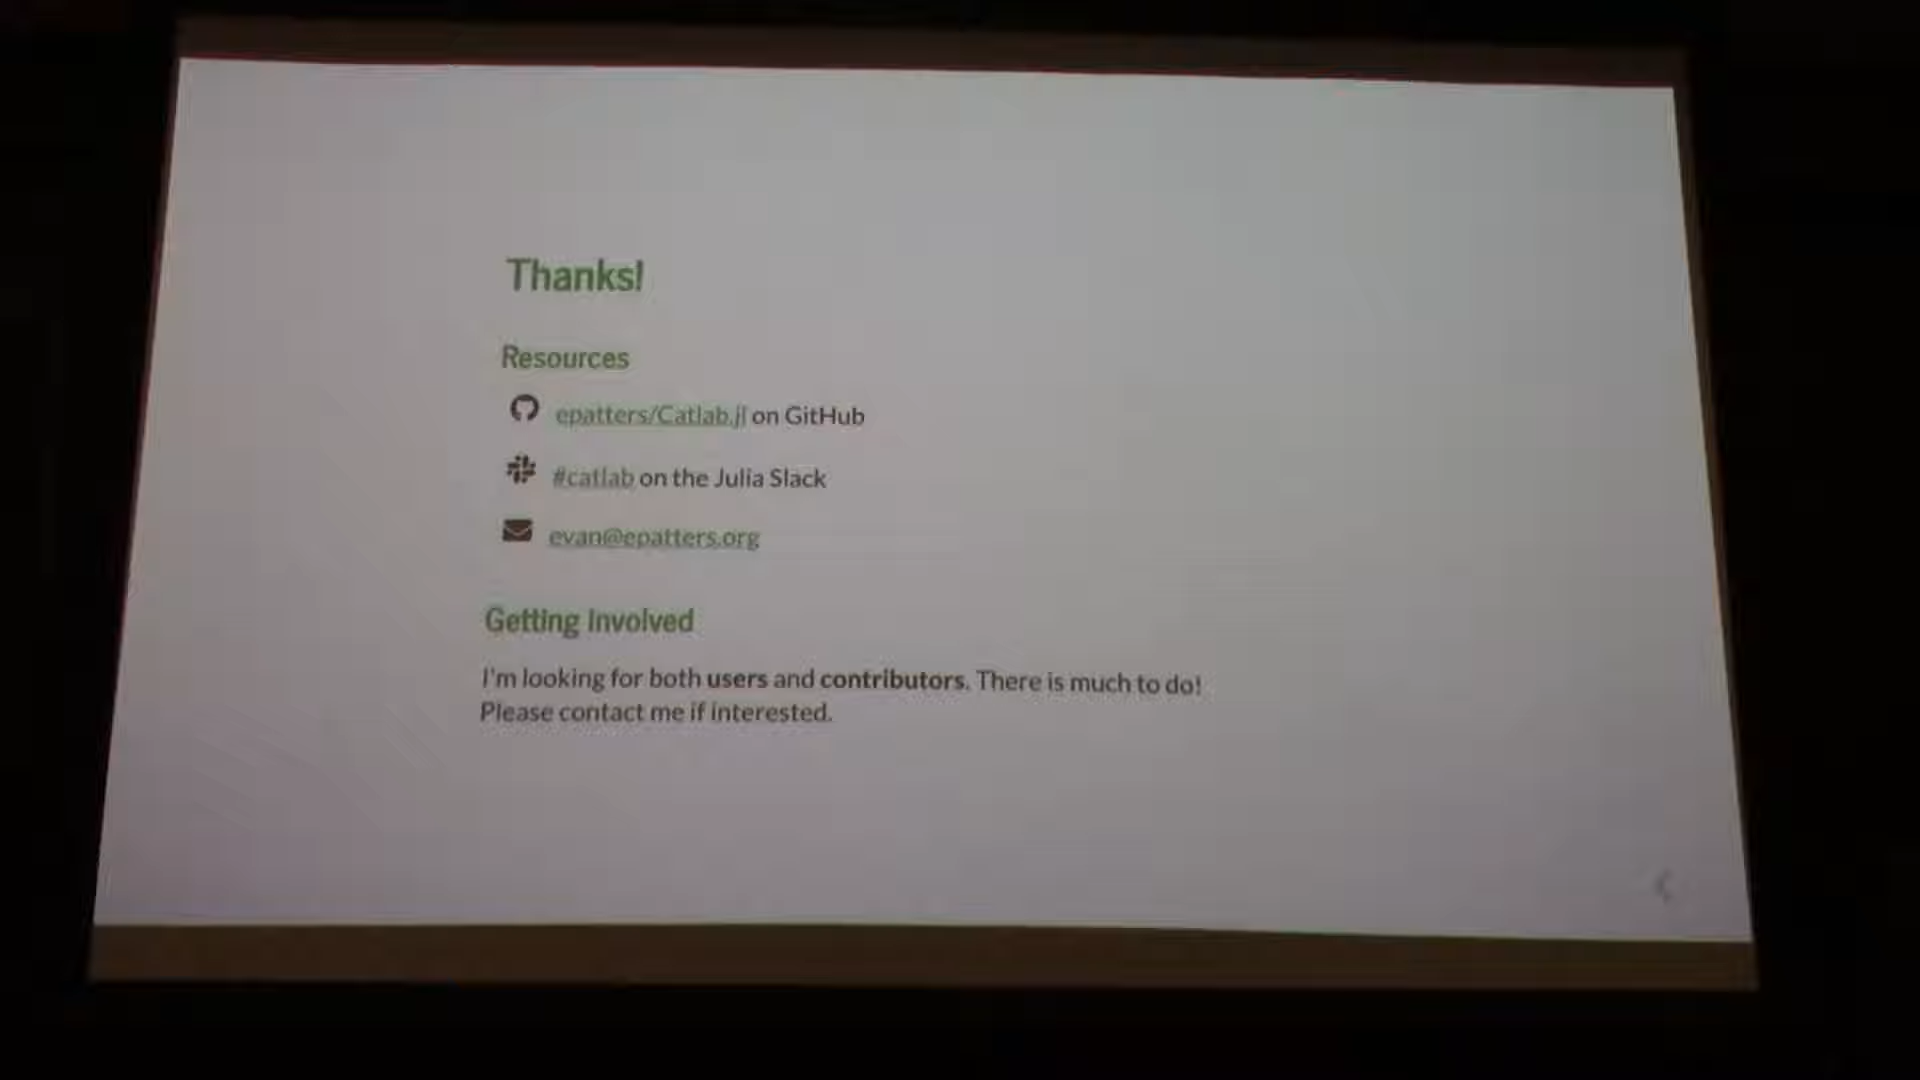 Thanks!
Resources
epatters/Catlab.jl on GitHub
#catlab on the Julia Slack
evan@epatters.org
Getting Involved
I'm looking for both users and contributors. There is much to do!
Please contact me if interested.